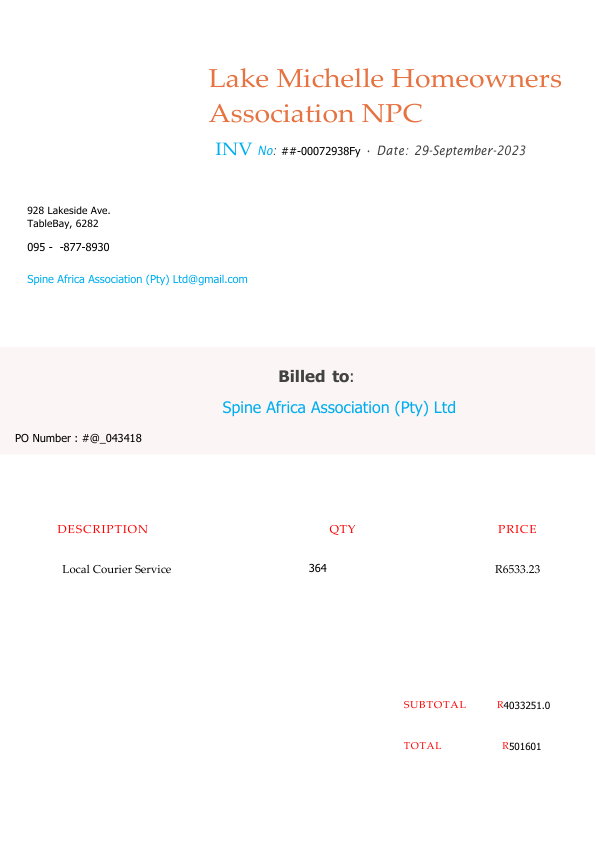 Lake Michelle Homeowners
Association NPC
INV No: ##-00072938Fy · Date: 29-September-2023
928 Lakeside Ave.
TableBay, 6282
095 -  -877-8930
Spine Africa Association (Pty) Ltd@gmail.com
Billed to:
Spine Africa Association (Pty) Ltd
PO Number : #@_043418
DESCRIPTION QTY PRICE
Local Courier Service 364 R6533.23
SUBTOTAL R4033251.0
TOTAL R501601